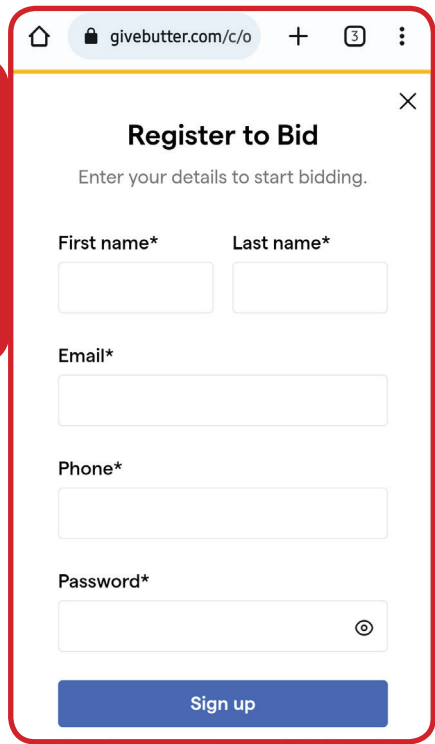 givebutter.com/c/o
3
Register to Bid
Enter your details to start bidding.
First name* Last name*
Email*
Phone*
Password*
Sign up